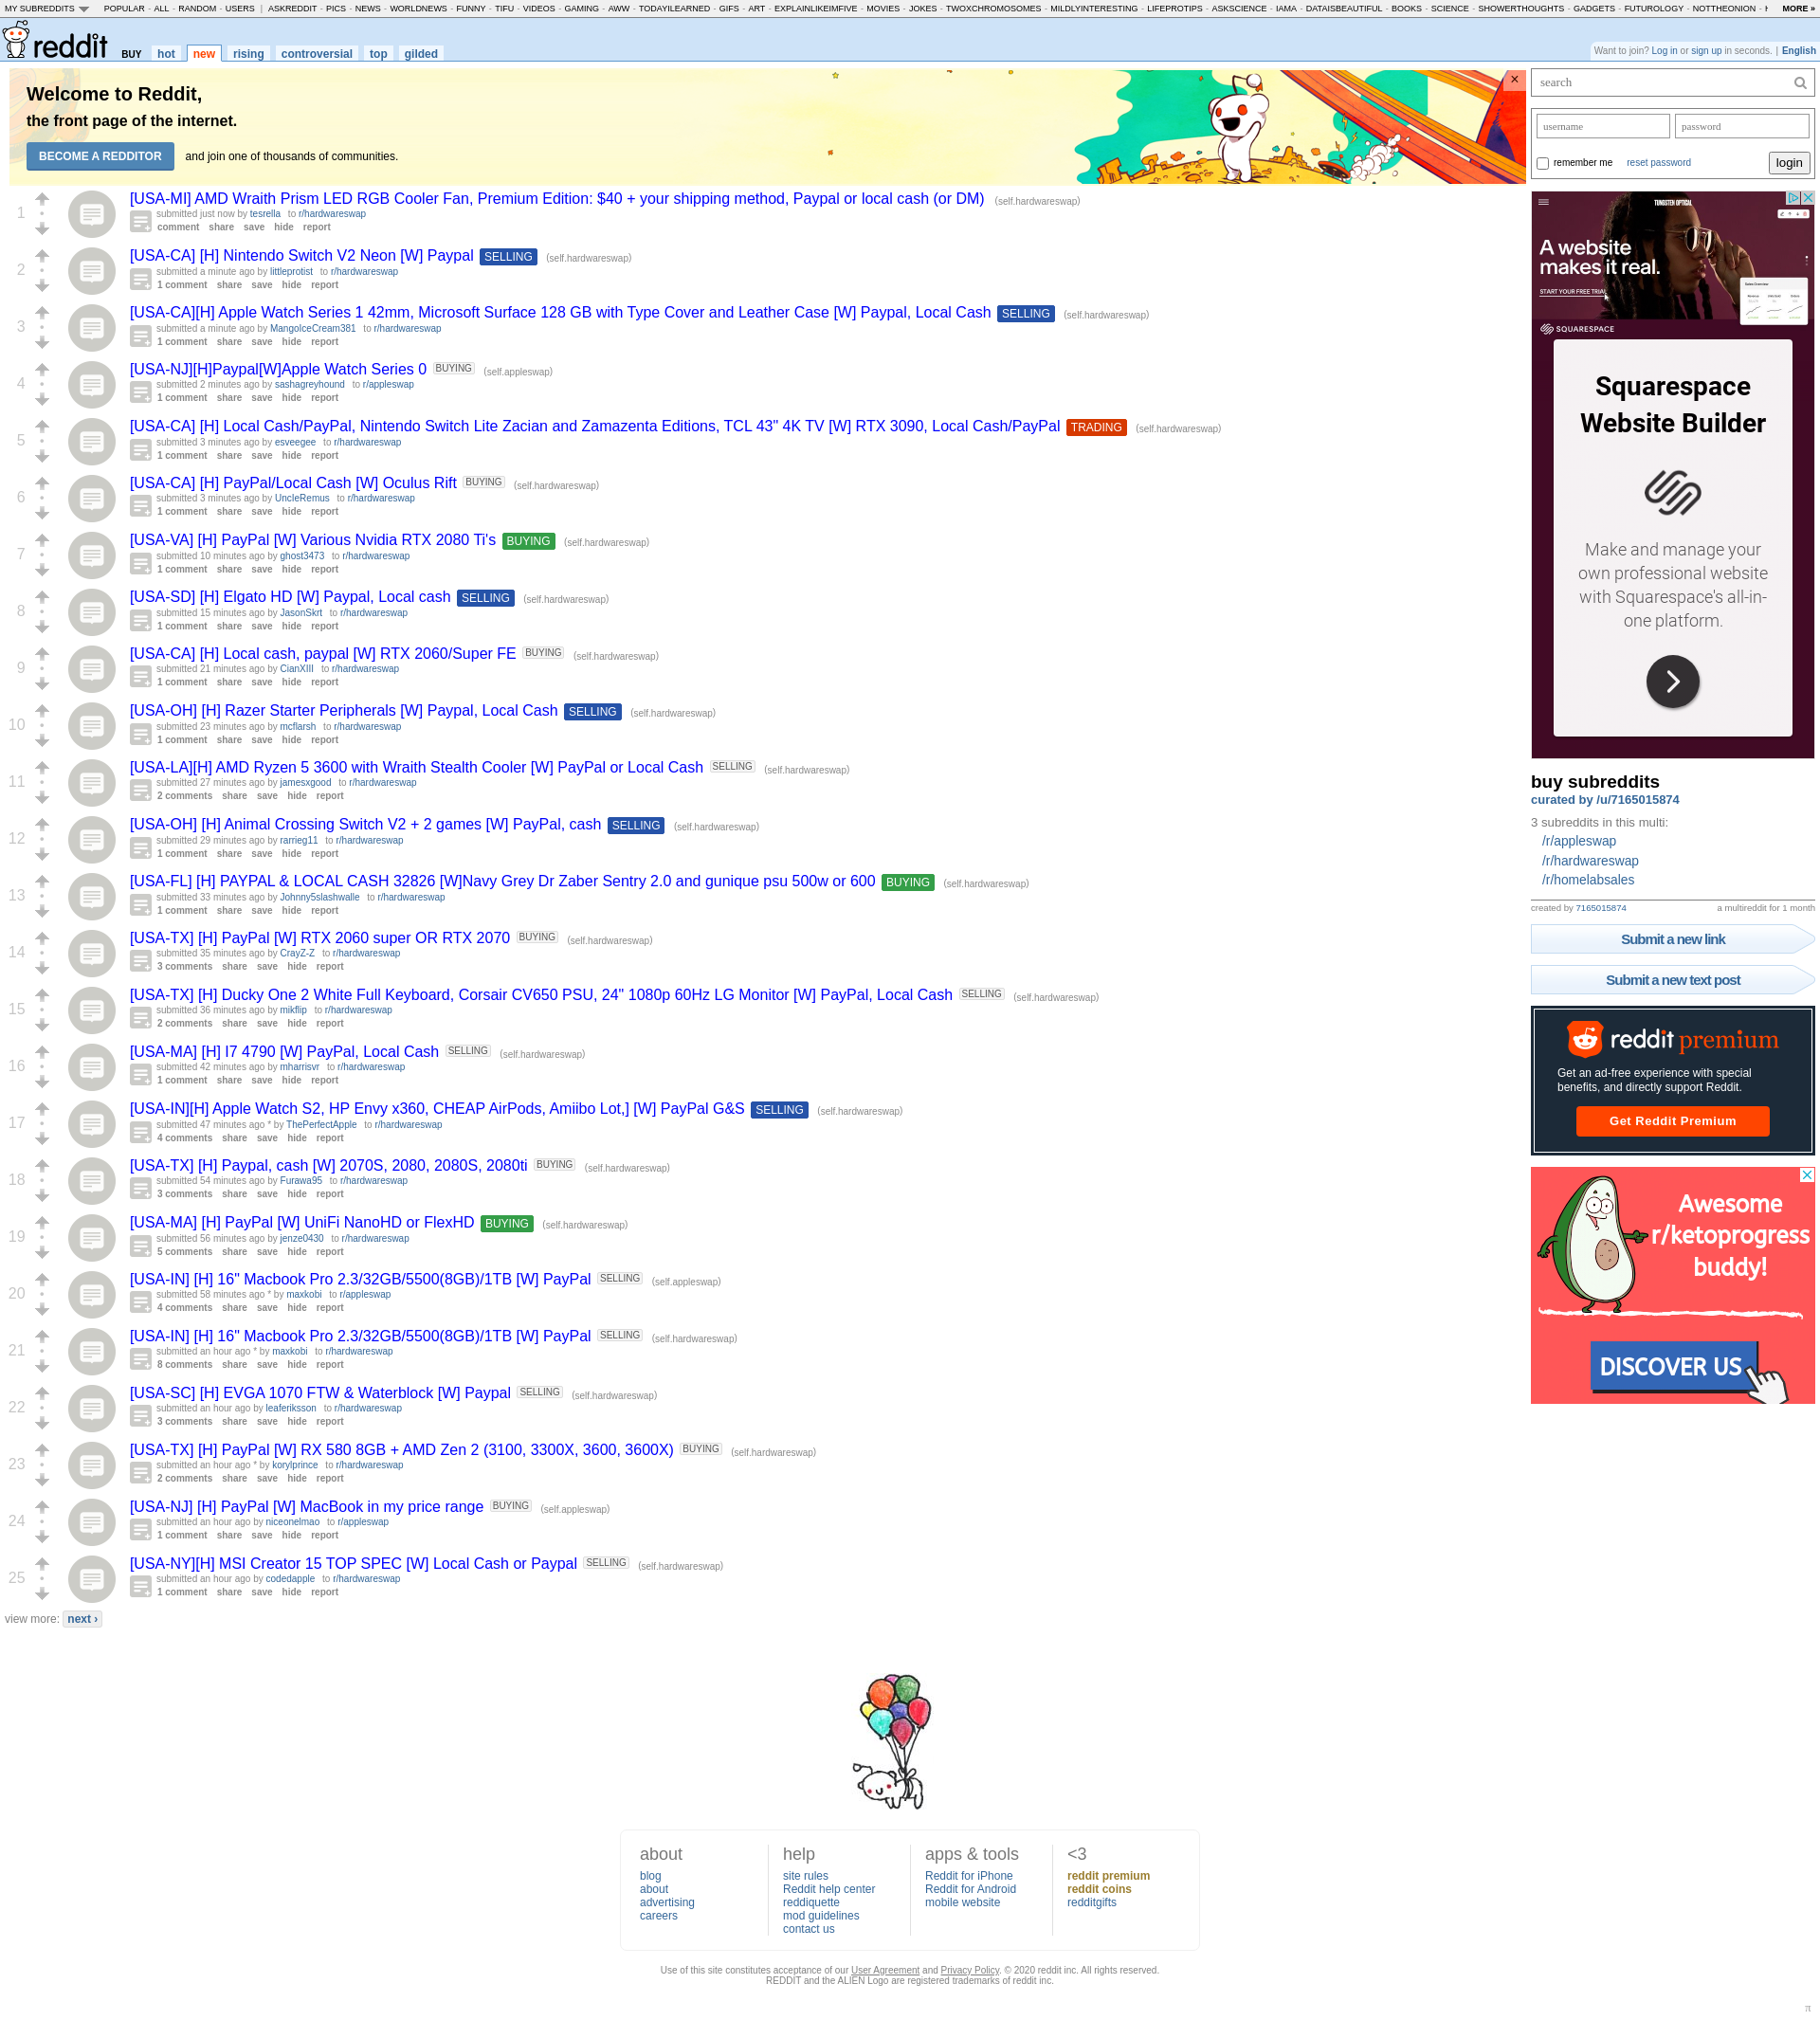 MY SUBREDDITS POPULAR - ALL - RANDOM - USERS | ASKREDDIT - PICS - NEWS - WORLDNEWS - FUNNY - TIFU - VIDEOS - GAMING - AWW - TODAYILEARNED - GIFS - ART - EXPLAINLIKEIMFIVE - MOVIES - JOKES - TWOXCHROMOSOMES - MILDLYINTERESTING - LIFEPROTIPS - ASKSCIENCE - IAMA - DATAISBEAUTIFUL - BOOKS - SCIENCE - SHOWERTHOUGHTS - GADGETS - FUTUROLOGY - NOTTHEONION - MORE »
reddit BUY hot new rising controversial top gilded
Want to join? Log in or sign up in seconds. | English
Welcome to Reddit,
the front page of the internet.
BECOME A REDDITOR and join one of thousands of communities.
×
1
[USA-MI] AMD Wraith Prism LED RGB Cooler Fan, Premium Edition: $40 + your shipping method, Paypal or local cash (or DM) (self.hardwareswap)
submitted just now by tesrella to r/hardwareswap
comment share save hide report
2
[USA-CA] [H] Nintendo Switch V2 Neon [W] Paypal SELLING (self.hardwareswap)
submitted a minute ago by littleprotist to r/hardwareswap
1 comment share save hide report
3
[USA-CA][H] Apple Watch Series 1 42mm, Microsoft Surface 128 GB with Type Cover and Leather Case [W] Paypal, Local Cash SELLING (self.hardwareswap)
submitted a minute ago by MangoIceCream381 to r/hardwareswap
1 comment share save hide report
4
[USA-NJ][H]Paypal[W]Apple Watch Series 0 BUYING (self.appleswap)
submitted 2 minutes ago by sashagreyhound to r/appleswap
1 comment share save hide report
5
[USA-CA] [H] Local Cash/PayPal, Nintendo Switch Lite Zacian and Zamazenta Editions, TCL 43" 4K TV [W] RTX 3090, Local Cash/PayPal TRADING (self.hardwareswap)
submitted 3 minutes ago by esveegee to r/hardwareswap
1 comment share save hide report
6
[USA-CA] [H] PayPal/Local Cash [W] Oculus Rift BUYING (self.hardwareswap)
submitted 3 minutes ago by UncleRemus to r/hardwareswap
1 comment share save hide report
7
[USA-VA] [H] PayPal [W] Various Nvidia RTX 2080 Ti's BUYING (self.hardwareswap)
submitted 10 minutes ago by ghost3473 to r/hardwareswap
1 comment share save hide report
8
[USA-SD] [H] Elgato HD [W] Paypal, Local cash SELLING (self.hardwareswap)
submitted 15 minutes ago by JasonSkrt to r/hardwareswap
1 comment share save hide report
9
[USA-CA] [H] Local cash, paypal [W] RTX 2060/Super FE BUYING (self.hardwareswap)
submitted 21 minutes ago by CianXIII to r/hardwareswap
1 comment share save hide report
10
[USA-OH] [H] Razer Starter Peripherals [W] Paypal, Local Cash SELLING (self.hardwareswap)
submitted 23 minutes ago by mcflarsh to r/hardwareswap
1 comment share save hide report
11
[USA-LA][H] AMD Ryzen 5 3600 with Wraith Stealth Cooler [W] PayPal or Local Cash SELLING (self.hardwareswap)
submitted 27 minutes ago by jamesxgood to r/hardwareswap
2 comments share save hide report
12
[USA-OH] [H] Animal Crossing Switch V2 + 2 games [W] PayPal, cash SELLING (self.hardwareswap)
submitted 29 minutes ago by rarrieg11 to r/hardwareswap
1 comment share save hide report
13
[USA-FL] [H] PAYPAL & LOCAL CASH 32826 [W]Navy Grey Dr Zaber Sentry 2.0 and gunique psu 500w or 600 BUYING (self.hardwareswap)
submitted 33 minutes ago by Johnny5slashwalle to r/hardwareswap
1 comment share save hide report
14
[USA-TX] [H] PayPal [W] RTX 2060 super OR RTX 2070 BUYING (self.hardwareswap)
submitted 35 minutes ago by CrayZ-Z to r/hardwareswap
3 comments share save hide report
15
[USA-TX] [H] Ducky One 2 White Full Keyboard, Corsair CV650 PSU, 24" 1080p 60Hz LG Monitor [W] PayPal, Local Cash SELLING (self.hardwareswap)
submitted 36 minutes ago by mikflip to r/hardwareswap
2 comments share save hide report
16
[USA-MA] [H] I7 4790 [W] PayPal, Local Cash SELLING (self.hardwareswap)
submitted 42 minutes ago by mharrisvr to r/hardwareswap
1 comment share save hide report
17
[USA-IN][H] Apple Watch S2, HP Envy x360, CHEAP AirPods, Amiibo Lot,] [W] PayPal G&S SELLING (self.hardwareswap)
submitted 47 minutes ago * by ThePerfectApple to r/hardwareswap
4 comments share save hide report
18
[USA-TX] [H] Paypal, cash [W] 2070S, 2080, 2080S, 2080ti BUYING (self.hardwareswap)
submitted 54 minutes ago by Furawa95 to r/hardwareswap
3 comments share save hide report
19
[USA-MA] [H] PayPal [W] UniFi NanoHD or FlexHD BUYING (self.hardwareswap)
submitted 56 minutes ago by jenze0430 to r/hardwareswap
5 comments share save hide report
20
[USA-IN] [H] 16" Macbook Pro 2.3/32GB/5500(8GB)/1TB [W] PayPal SELLING (self.appleswap)
submitted 58 minutes ago * by maxkobi to r/appleswap
4 comments share save hide report
21
[USA-IN] [H] 16" Macbook Pro 2.3/32GB/5500(8GB)/1TB [W] PayPal SELLING (self.hardwareswap)
submitted an hour ago * by maxkobi to r/hardwareswap
8 comments share save hide report
22
[USA-SC] [H] EVGA 1070 FTW & Waterblock [W] Paypal SELLING (self.hardwareswap)
submitted an hour ago by leaferiksson to r/hardwareswap
3 comments share save hide report
23
[USA-TX] [H] PayPal [W] RX 580 8GB + AMD Zen 2 (3100, 3300X, 3600, 3600X) BUYING (self.hardwareswap)
submitted an hour ago * by korylprince to r/hardwareswap
2 comments share save hide report
24
[USA-NJ] [H] PayPal [W] MacBook in my price range BUYING (self.appleswap)
submitted an hour ago by niceonelmao to r/appleswap
1 comment share save hide report
25
[USA-NY][H] MSI Creator 15 TOP SPEC [W] Local Cash or Paypal SELLING (self.hardwareswap)
submitted an hour ago by codedapple to r/hardwareswap
1 comment share save hide report
view more: next ›
search
username password
remember me reset password login
TUNGSTEN OPTICAL
A website
makes it real.
START YOUR FREE TRIAL
SQUARESPACE
Squarespace
Website Builder
Make and manage your
own professional website
with Squarespace's all-in-
one platform.
buy subreddits
curated by /u/7165015874
3 subreddits in this multi:
/r/appleswap
/r/hardwareswap
/r/homelabsales
created by 7165015874 a multireddit for 1 month
Submit a new link
Submit a new text post
reddit premium
Get an ad-free experience with special
benefits, and directly support Reddit.
Get Reddit Premium
Awesome
r/ketoprogress
buddy!
DISCOVER US
about
blog
about
advertising
careers
help
site rules
Reddit help center
reddiquette
mod guidelines
contact us
apps & tools
Reddit for iPhone
Reddit for Android
mobile website
<3
reddit premium
reddit coins
redditgifts
Use of this site constitutes acceptance of our User Agreement and Privacy Policy. © 2020 reddit inc. All rights reserved.
REDDIT and the ALIEN Logo are registered trademarks of reddit inc.
π